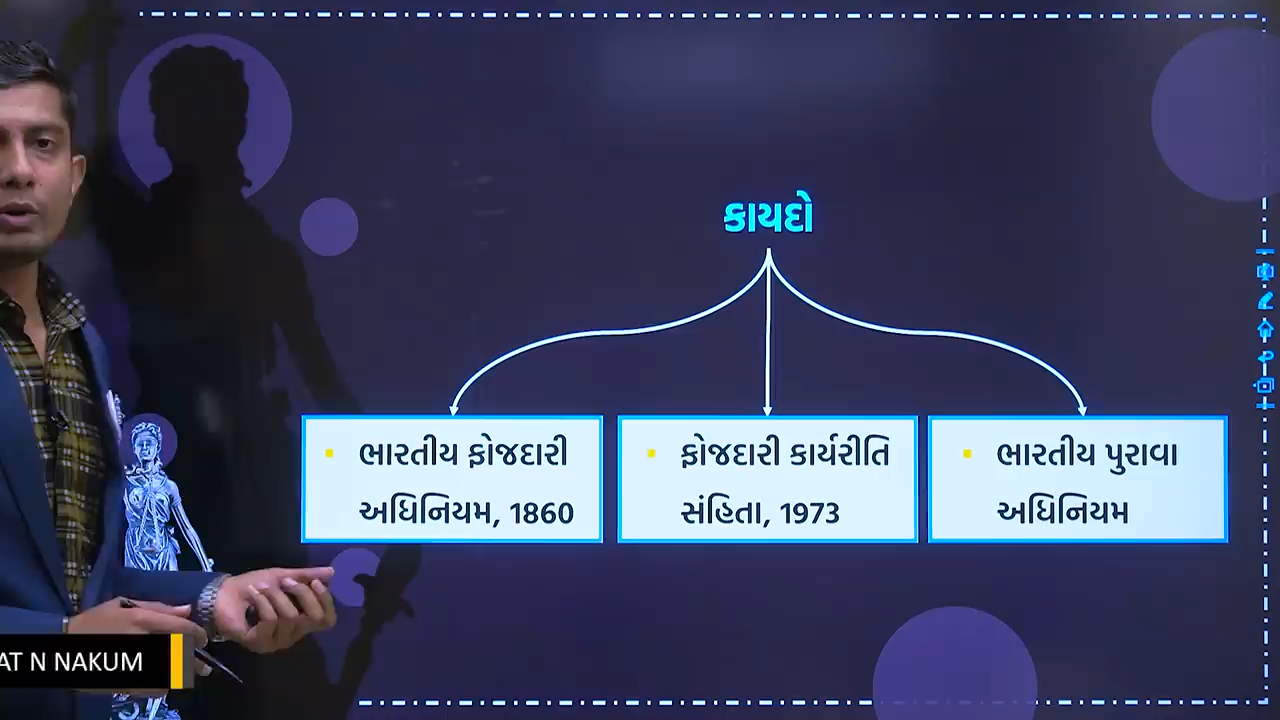 કાયદો
ભારતીય ફોજદારી
અધિનિયમ, 1860
ફોજદારી કાર્યરીતિ
સંહિતા, 1973
ભારતીય પુરાવા
અધિનિયમ
AT N NAKUM